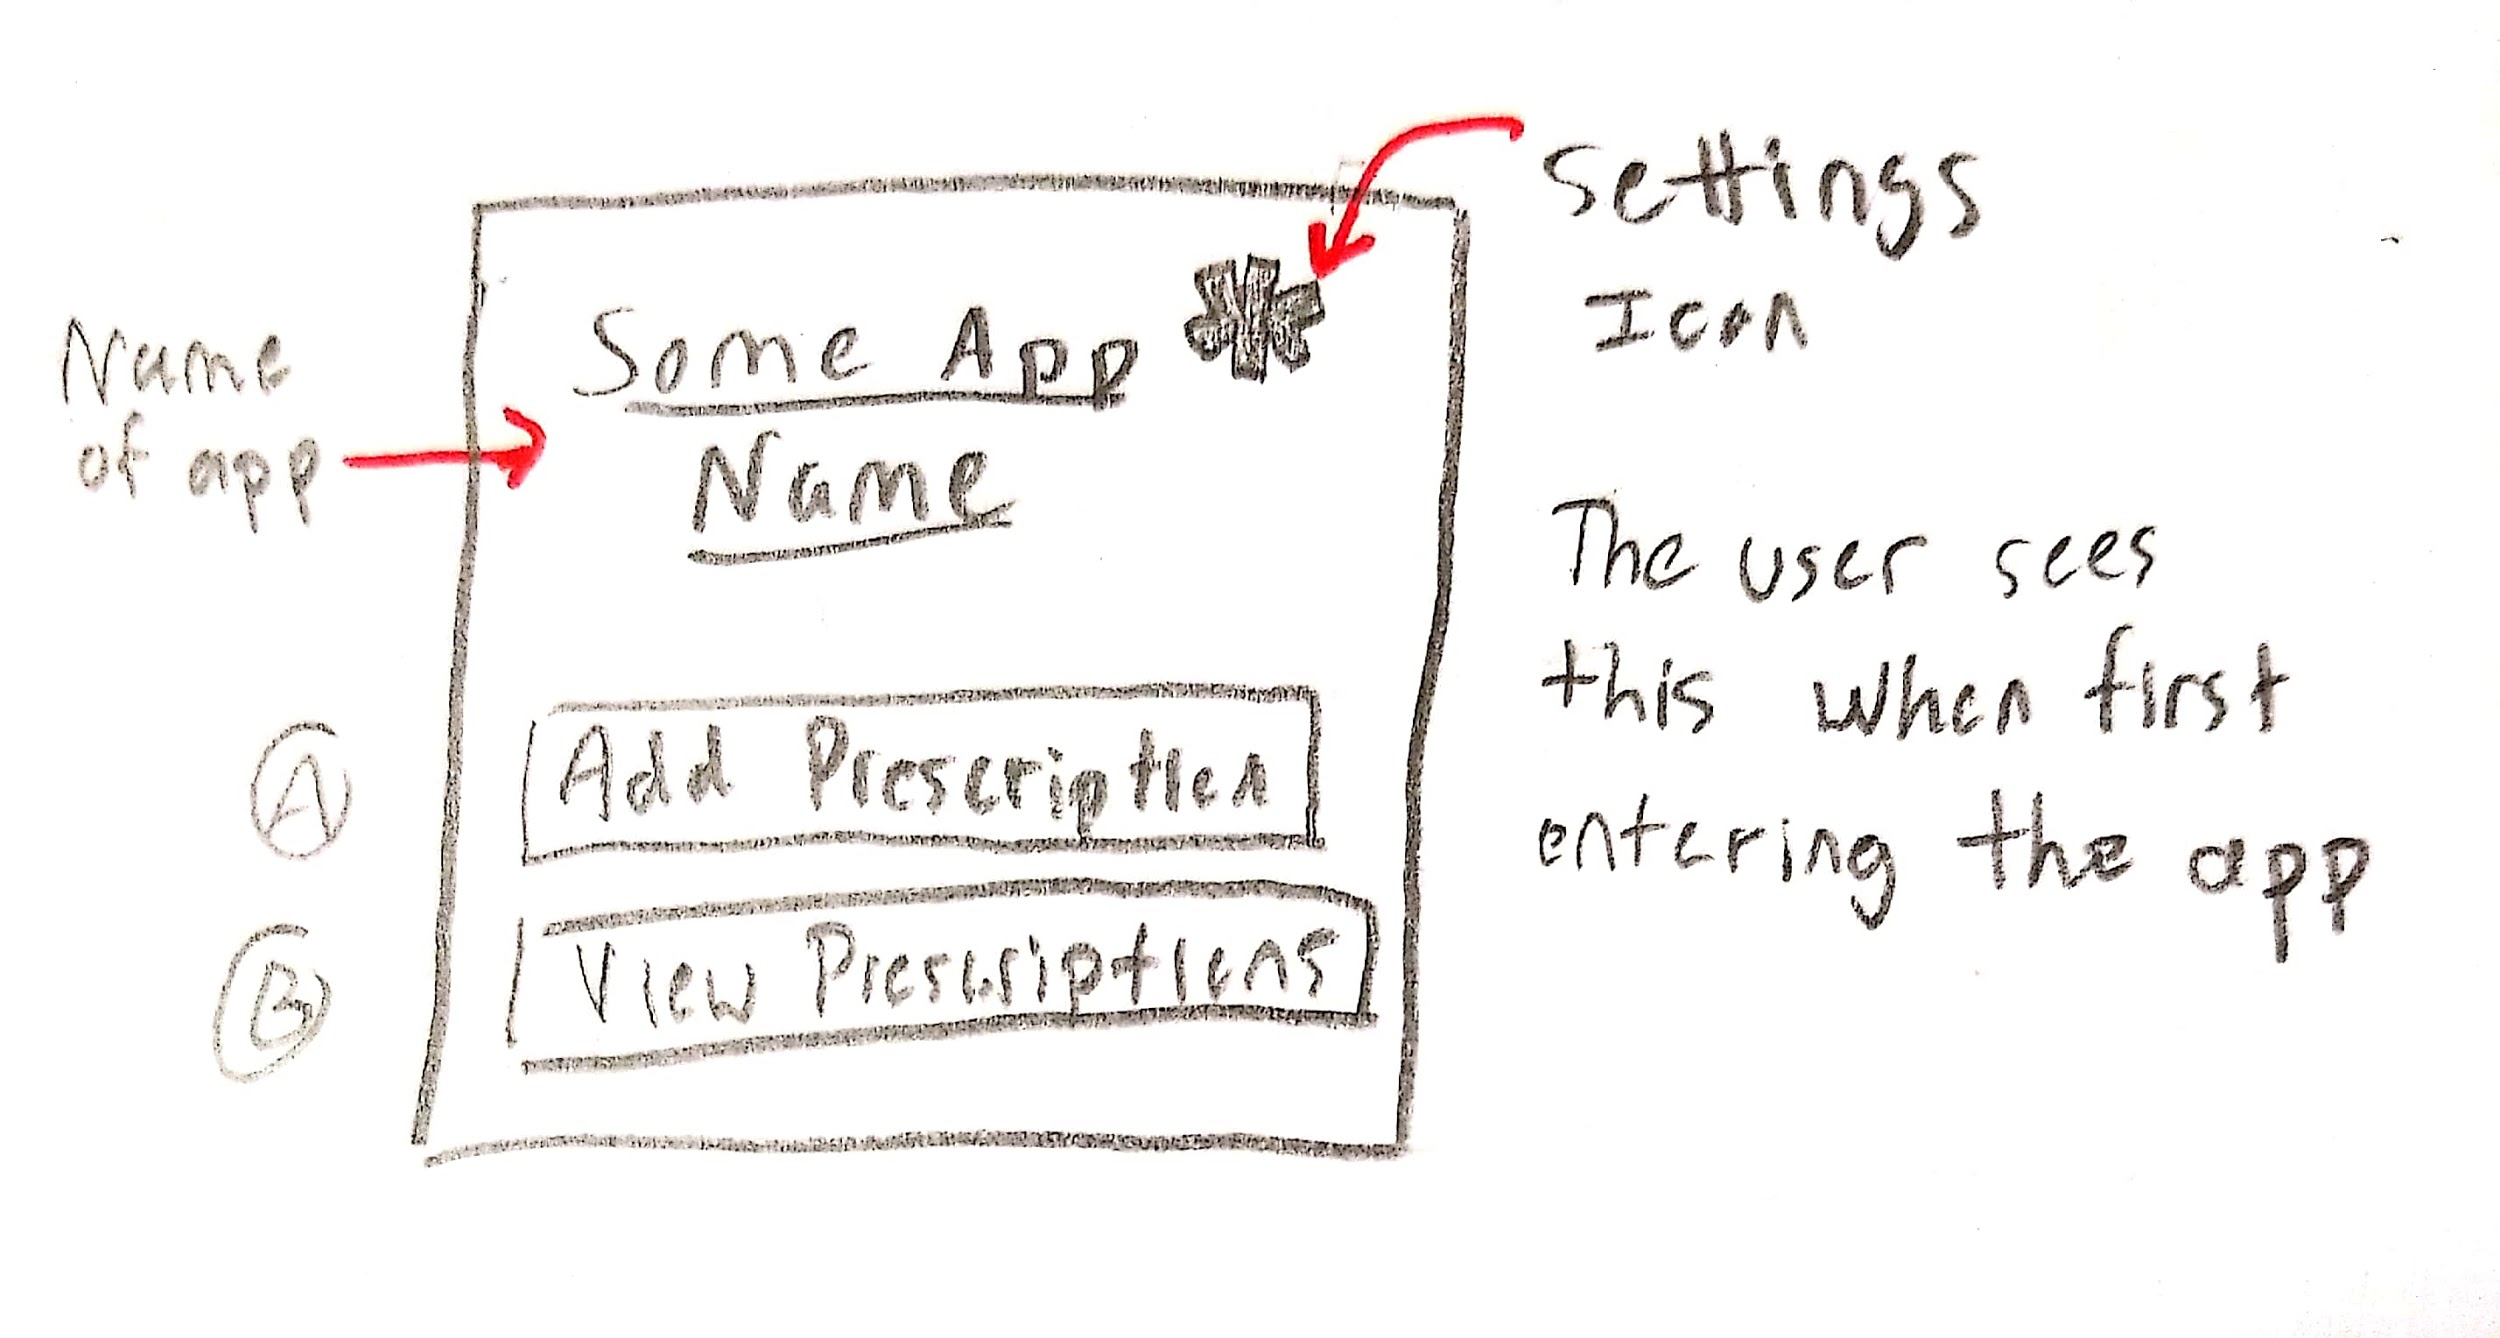 Settings
Icon
Name
of app
Some App
Name
The user sees
this when first
entering the app
A
Add Prescription
B
View Prescriptions